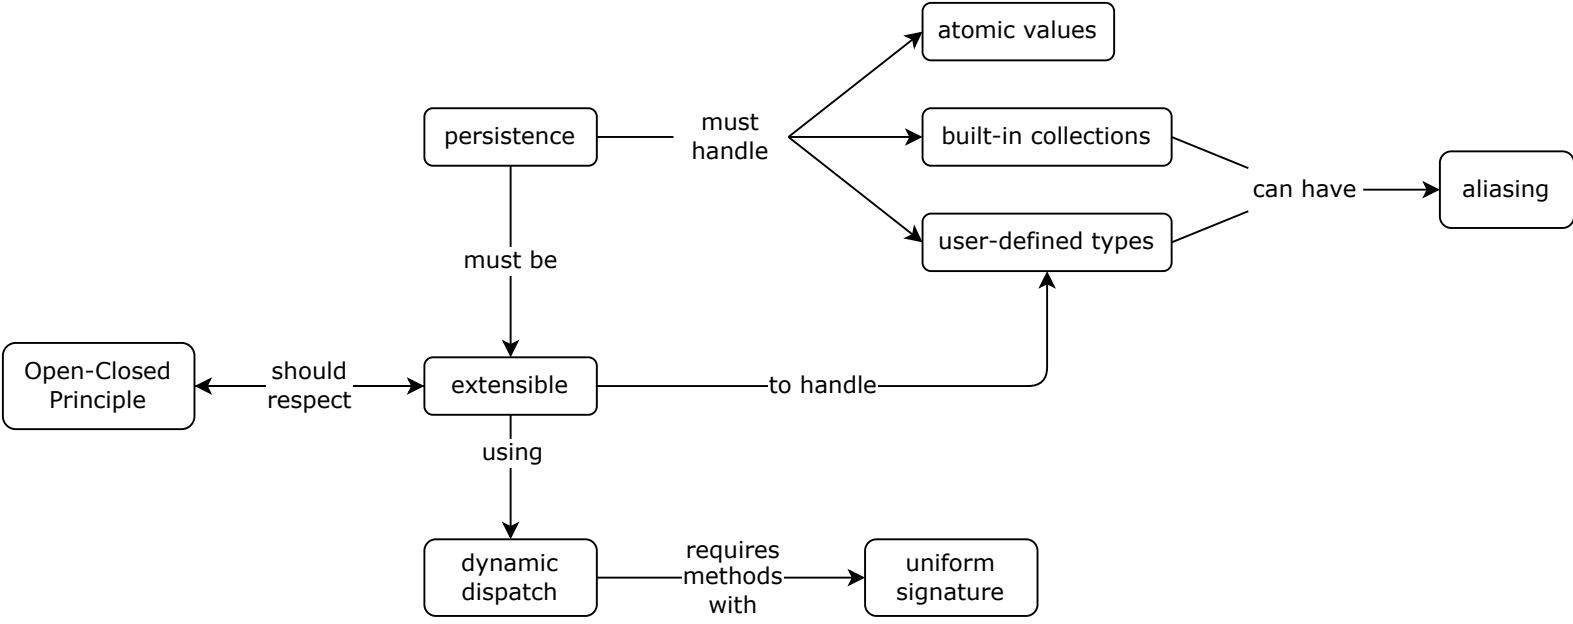 atomic values
persistence
must
handle
built-in collections
can have
aliasing
user-defined types
must be
Open-Closed
Principle
should
respect
extensible
to handle
using
dynamic
dispatch
requires
methods
with
uniform
signature